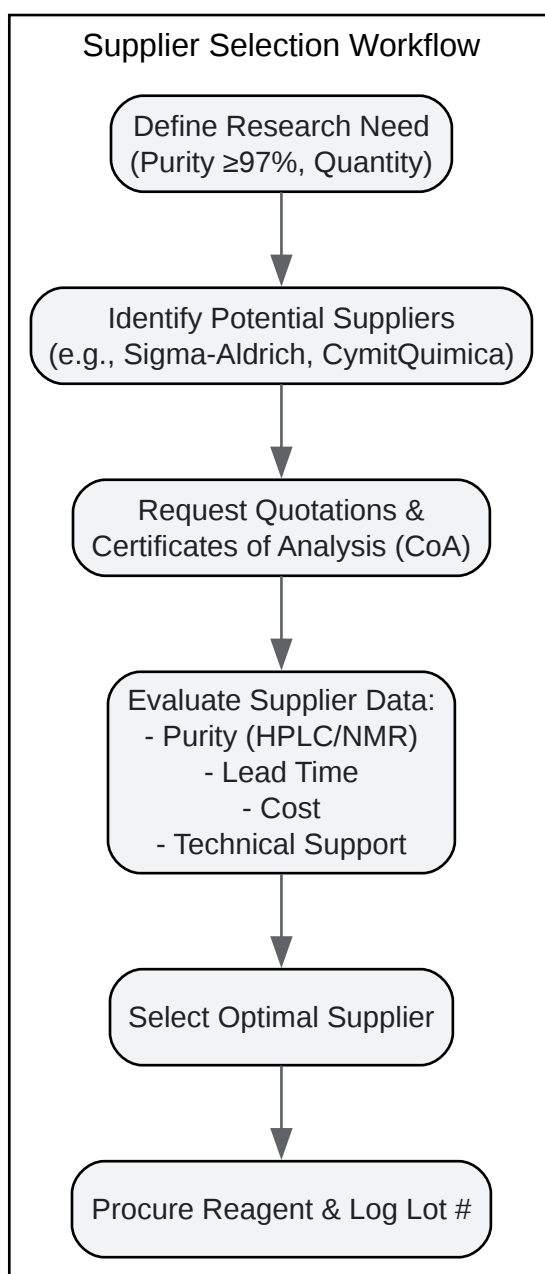 Supplier Selection Workflow
Define Research Need
(Purity ≥97%, Quantity)
Identify Potential Suppliers
(e.g., Sigma-Aldrich, CymitQuimica)
Request Quotations &
Certificates of Analysis (CoA)
Evaluate Supplier Data:
- Purity (HPLC/NMR)
- Lead Time
- Cost
- Technical Support
Select Optimal Supplier
Procure Reagent & Log Lot #